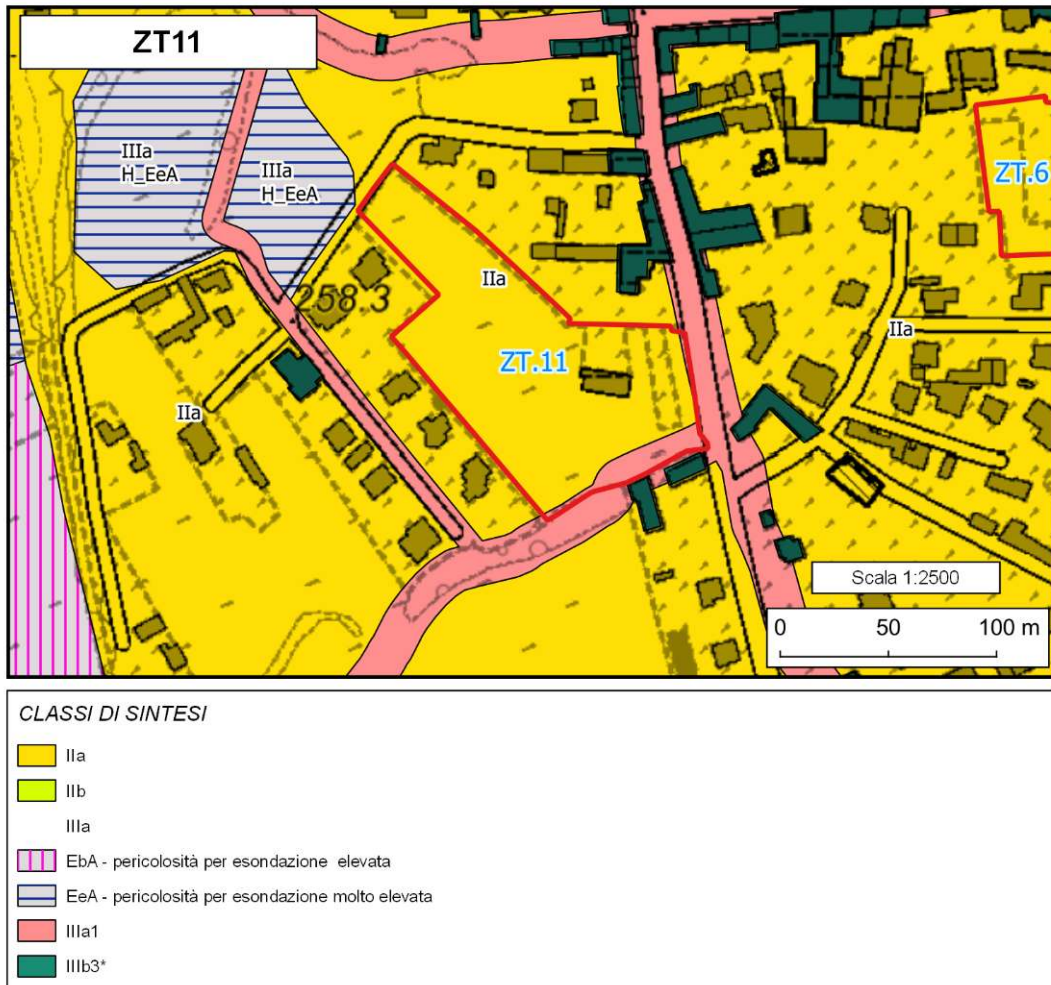 ZT11
IIIa
H_EeA
IIIa
H_EeA
ZT.6
258.3
IIa
ZT.11
IIa
IIa
Scala 1:2500
0 50 100 m
CLASSI DI SINTESI
IIa
IIb
IIIa
EbA - pericolosità per esondazione elevata
EeA - pericolosità per esondazione molto elevata
IIIa1
IIIb3*